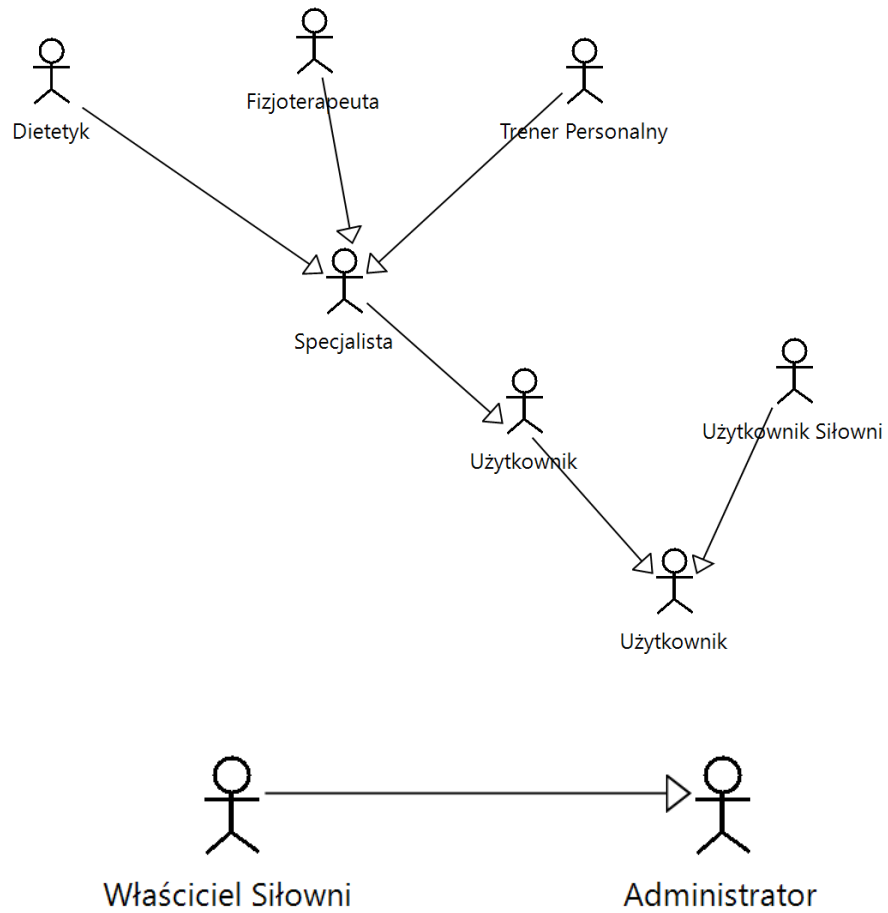 Fizjoterapeuta
Dietetyk
Trener Personalny
Specjalista
Użytkownik Siłowni
Użytkownik
Użytkownik
Właściciel Siłowni
Administrator